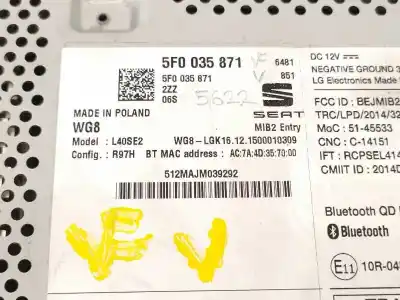 5F0 035 871
5F0 035 871
2ZZ
06S
VF
V
6481
851
5622
SEAT
MADE IN POLAND
WG8
MIB2 Entry
Model : L40SE2
WG8-LGK16.12.1500010309
Config. : R97H
BT MAC address : AC:7A:4D:35:70:00
512MAJM039292
VF V
DC 12V
NEGATIVE GROUND
LG Electronics Made
FCC ID : BEJMIB2
TRC/LPD/2014/32
MoC : 51-45533
CNC : C-14151
IFT : RCPSEL414
CMIIT ID : 2014D
Bluetooth QD
Bluetooth
E11
10R-04